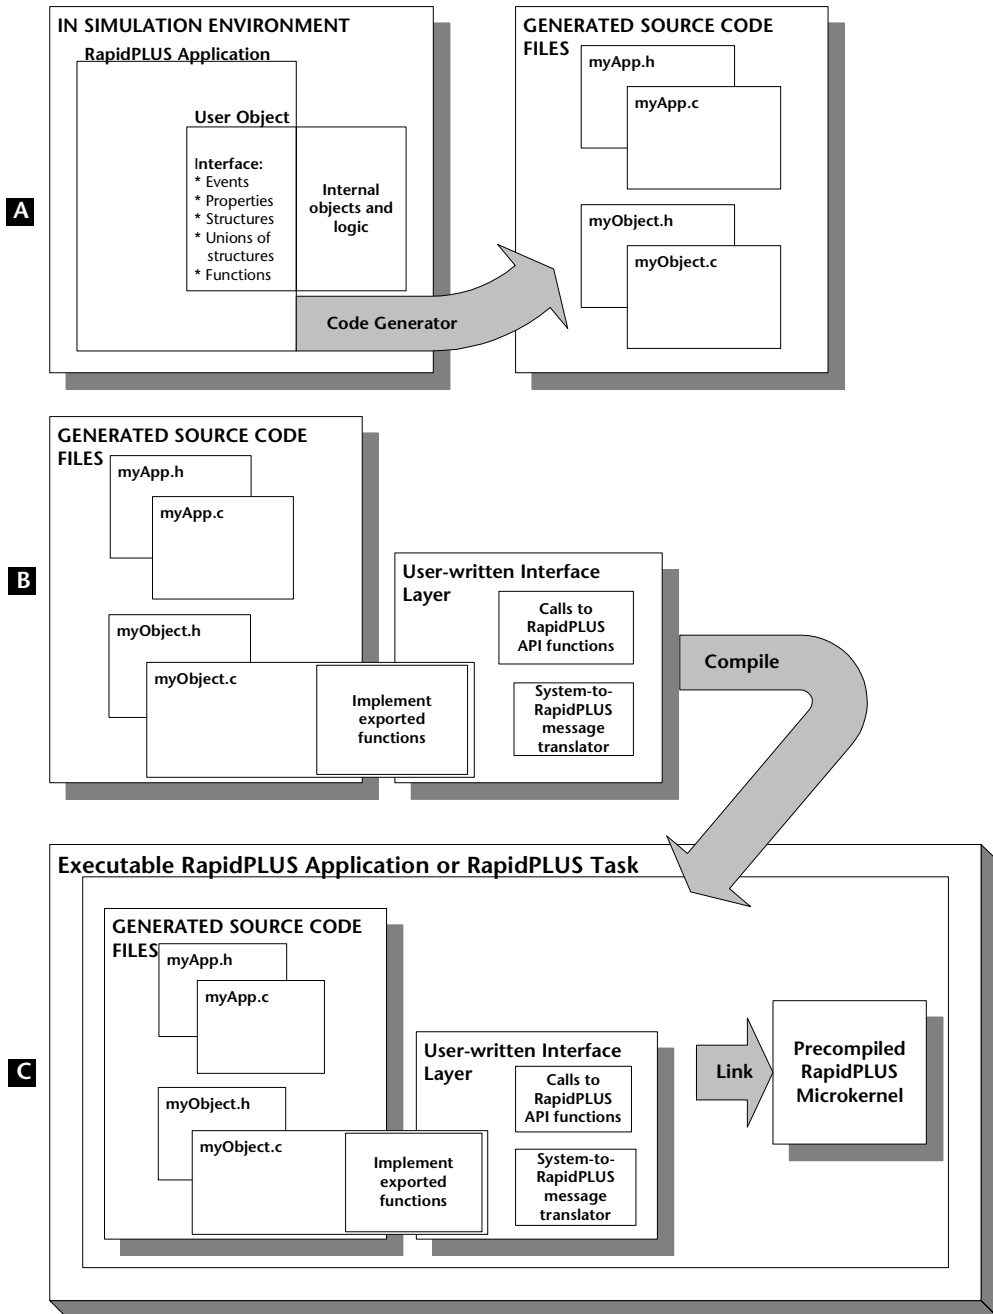 IN SIMULATION ENVIRONMENT
RapidPLUS Application
User Object
Interface:
* Events
* Properties
* Structures
* Unions of
structures
* Functions
Internal
objects and
logic
A
Code Generator
GENERATED SOURCE CODE
FILES
myApp.h
myApp.c
myObject.h
myObject.c
GENERATED SOURCE CODE
FILES
myApp.h
myApp.c
B
myObject.h
myObject.c
Implement
exported
functions
User-written Interface
Layer
Calls to
RapidPLUS
API functions
System-to-
RapidPLUS
message
translator
Compile
Executable RapidPLUS Application or RapidPLUS Task
GENERATED SOURCE CODE
FILES
myApp.h
myApp.c
C
myObject.h
myObject.c
Implement
exported
functions
User-written Interface
Layer
Calls to
RapidPLUS
API functions
System-to-
RapidPLUS
message
translator
Link
Precompiled
RapidPLUS
Microkernel